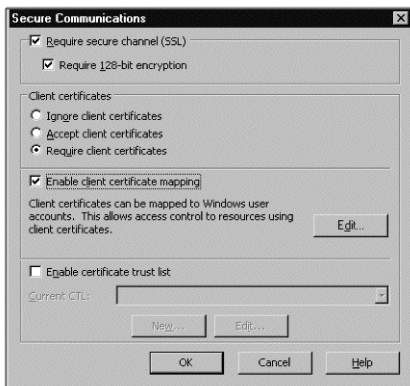 Secure Communications
Require secure channel (SSL)
Require 128-bit encryption
Client certificates
Ignore client certificates
Accept client certificates
Require client certificates
Enable client certificate mapping
Client certificates can be mapped to Windows user
accounts. This allows access control to resources using
client certificates.
Edit...
Enable certificate trust list
Current CTL:
New...
Edit...
OK
Cancel
Help